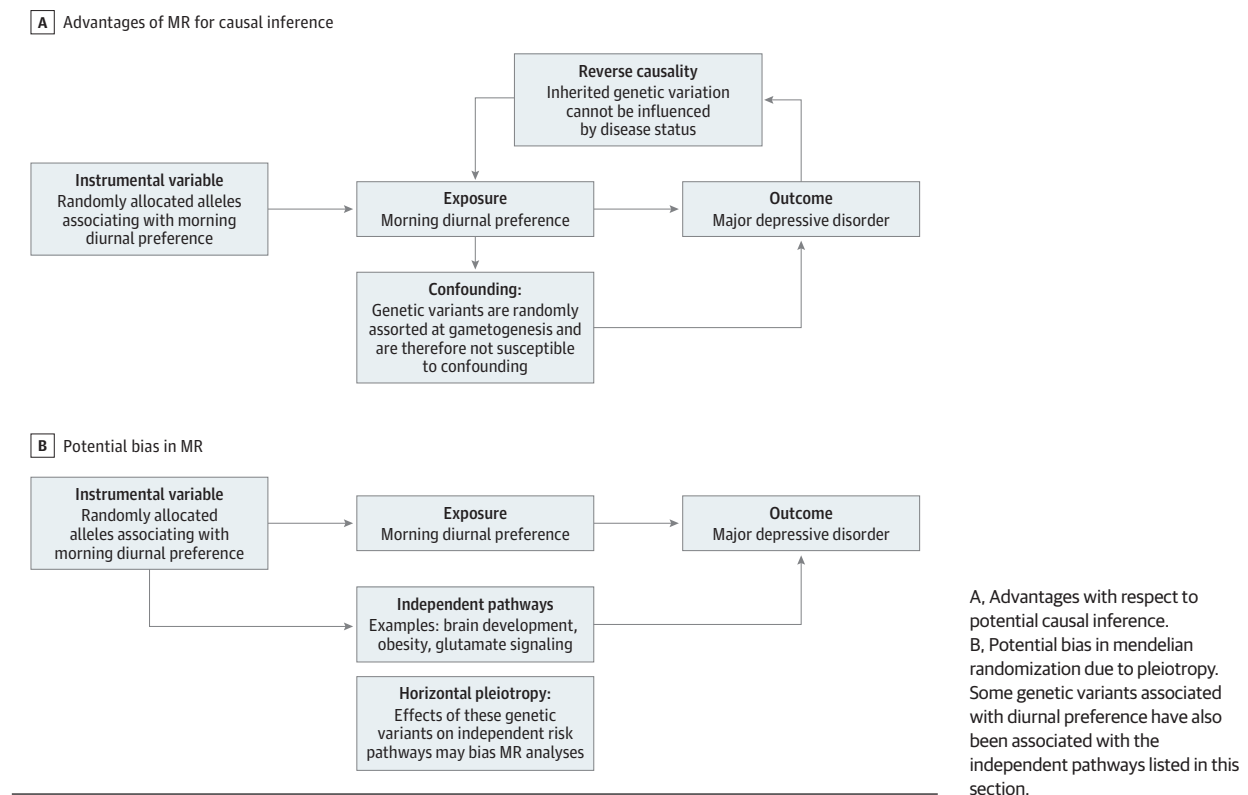 A Advantages of MR for causal inference
Reverse causality
Inherited genetic variation
cannot be influenced
by disease status
Instrumental variable
Randomly allocated alleles
associating with morning
diurnal preference
Exposure
Morning diurnal preference
Outcome
Major depressive disorder
Confounding:
Genetic variants are randomly
assorted at gametogenesis and
are therefore not susceptible
to confounding
B Potential bias in MR
Instrumental variable
Randomly allocated
alleles associating with
morning diurnal preference
Exposure
Morning diurnal preference
Outcome
Major depressive disorder
Independent pathways
Examples: brain development,
obesity, glutamate signaling
Horizontal pleiotropy:
Effects of these genetic
variants on independent risk
pathways may bias MR analyses
A, Advantages with respect to
potential causal inference.
B, Potential bias in mendelian
randomization due to pleiotropy.
Some genetic variants associated
with diurnal preference have also
been associated with the
independent pathways listed in this
section.